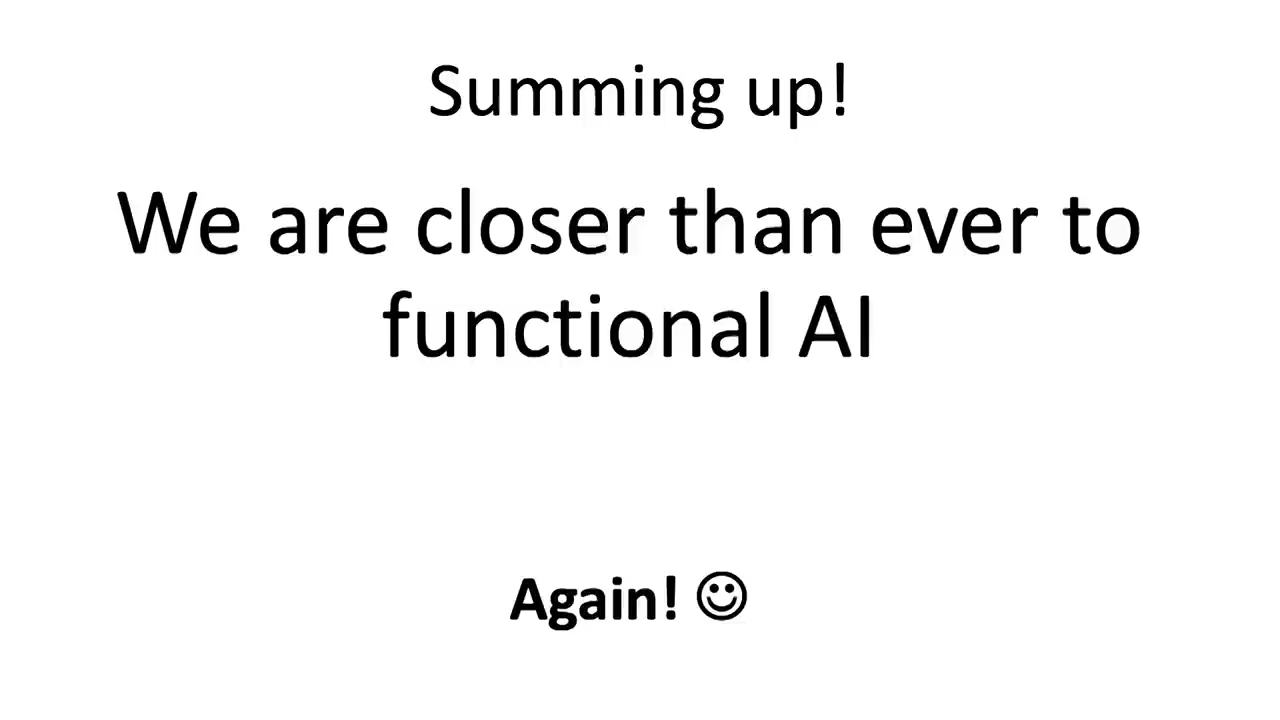 Summing up!
We are closer than ever to
functional AI
Again! ☺